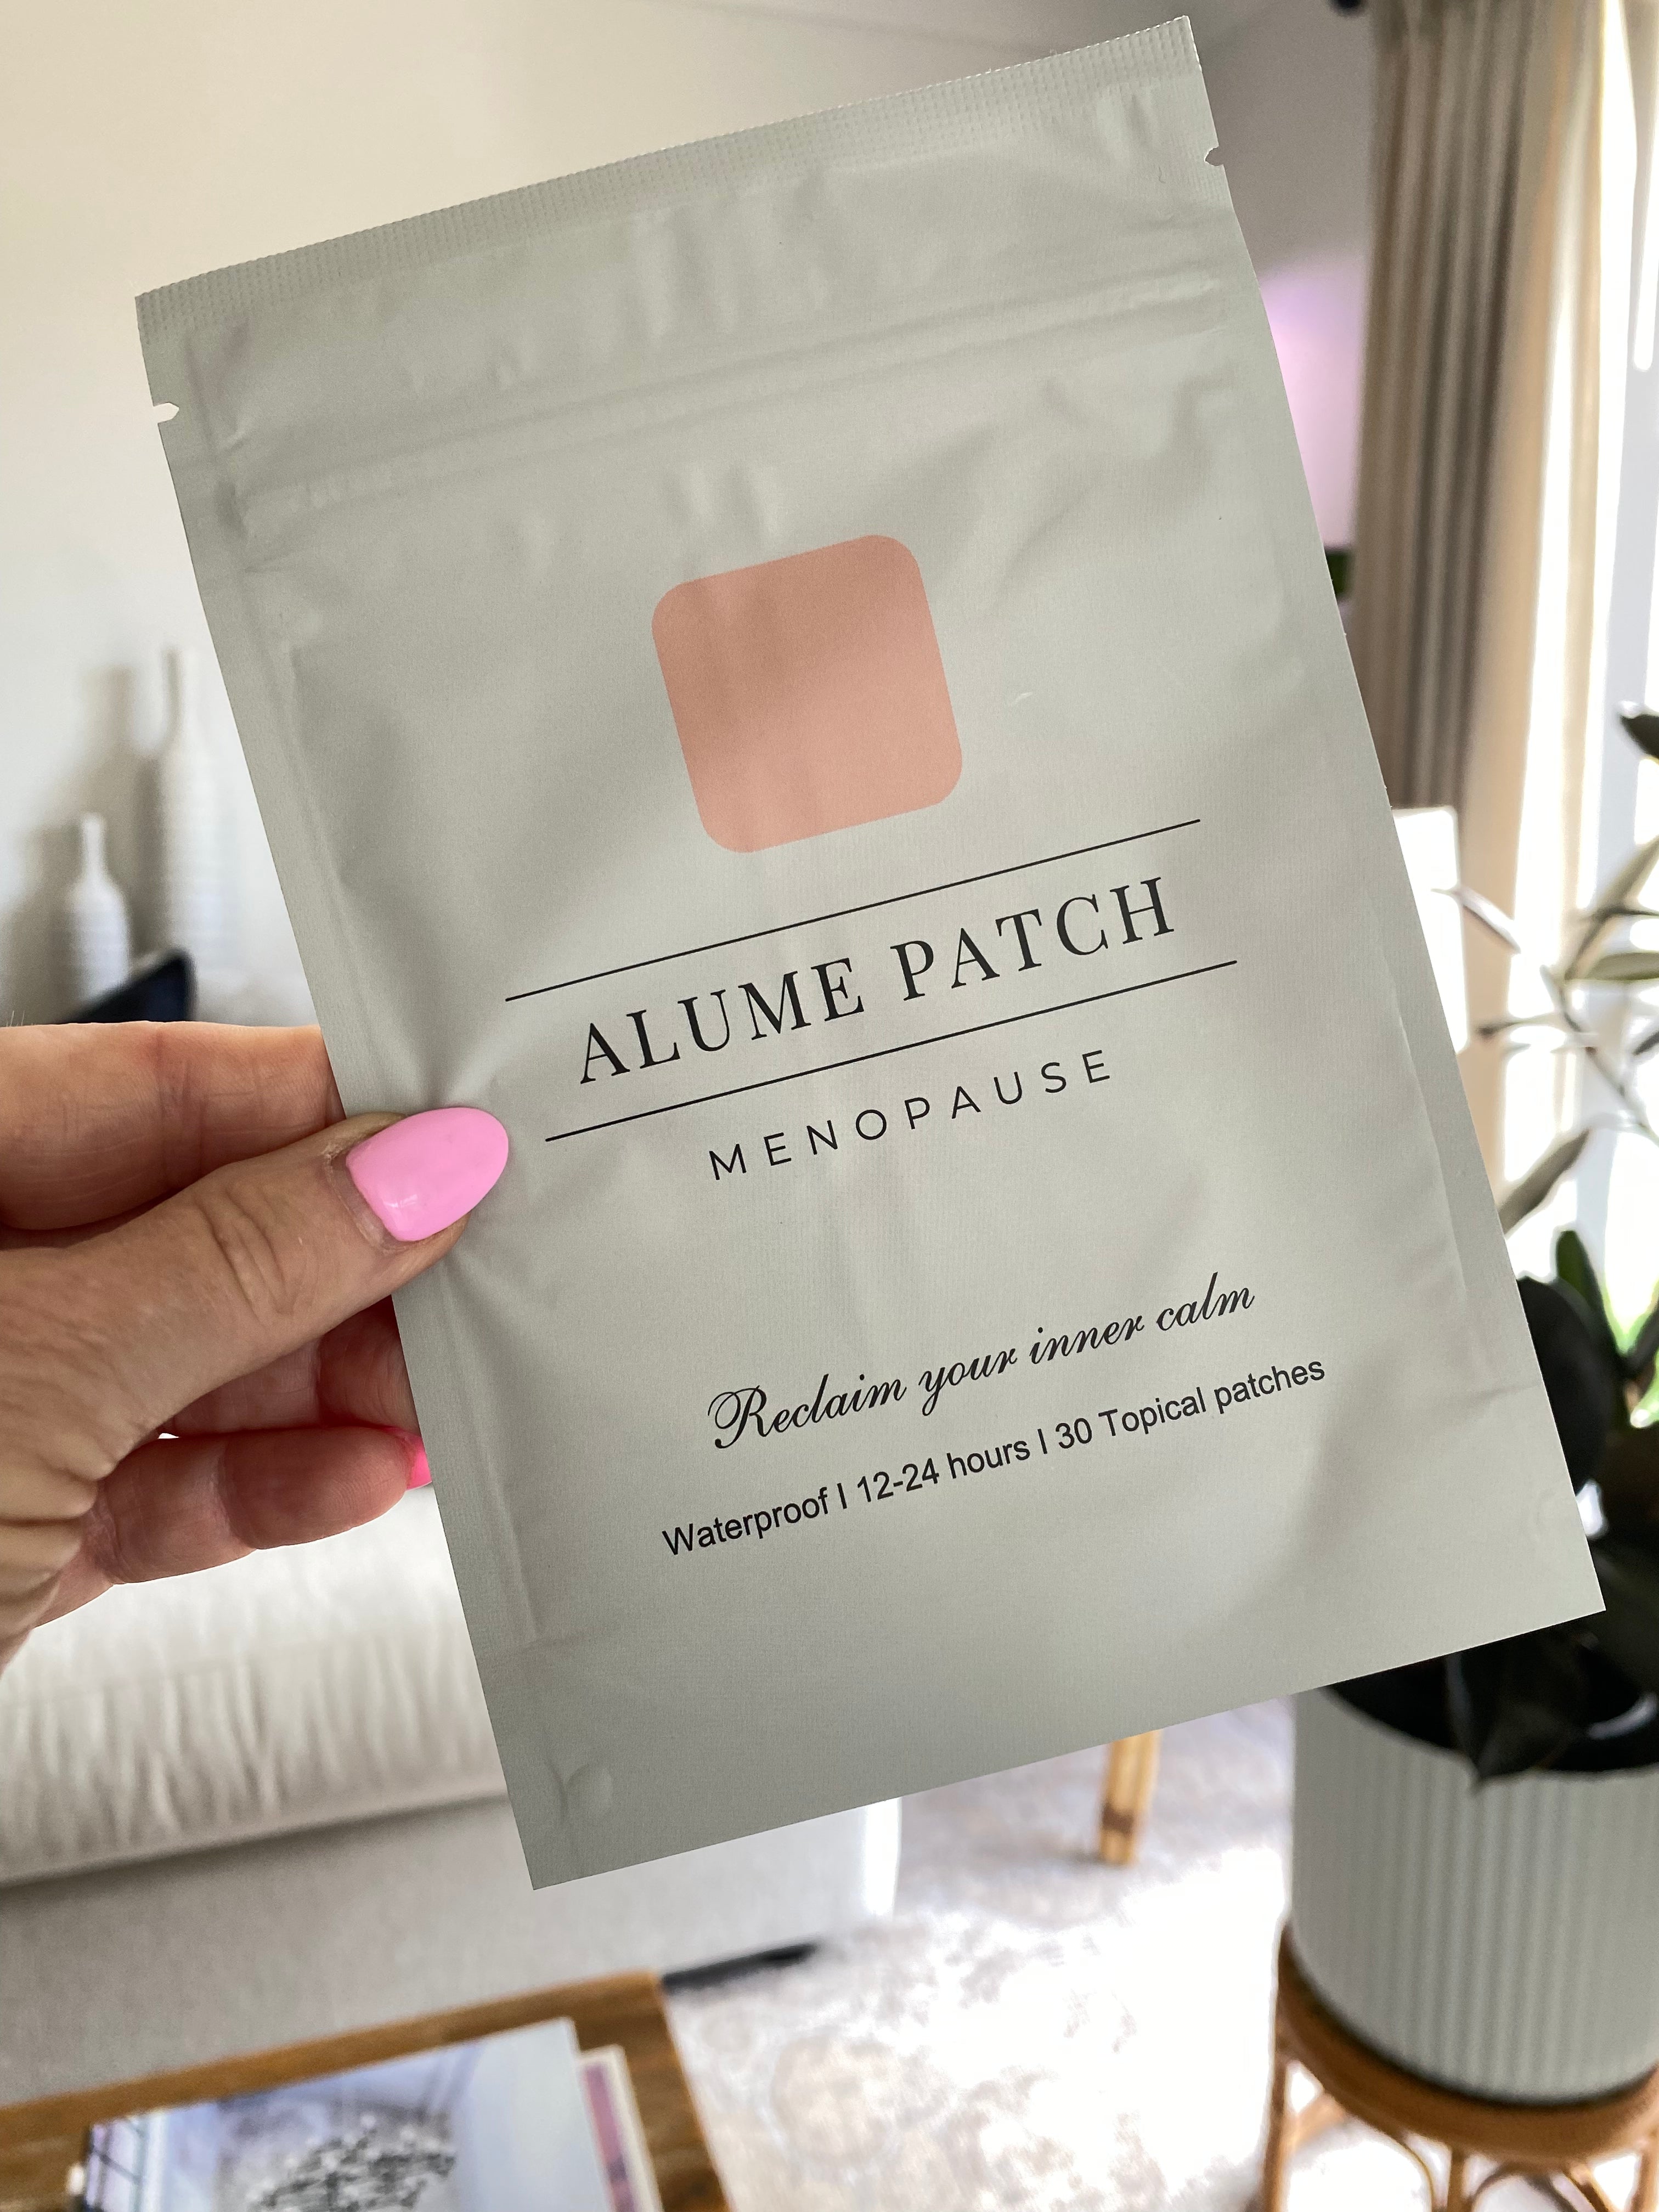 ALUME PATCH
MENOPAUSE
Reclaim your inner calm
Waterproof I 12-24 hours I 30 Topical patches